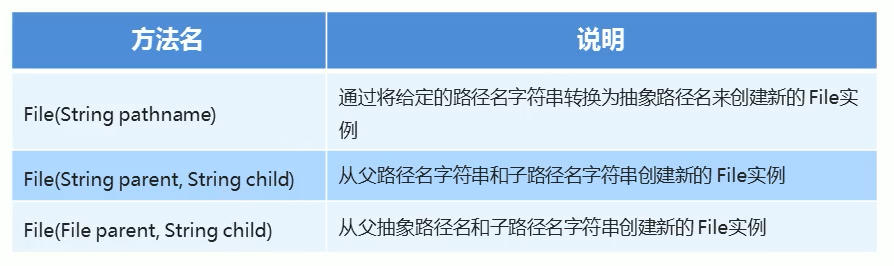 方法名 说明
File(String pathname) 通过将给定的路径名字符串转换为抽象路径名来创建新的 File实
例
File(String parent, String child) 从父路径名字符串和子路径名字符串创建新的 File实例
File(File parent, String child) 从父抽象路径名和子路径名字符串创建新的 File实例